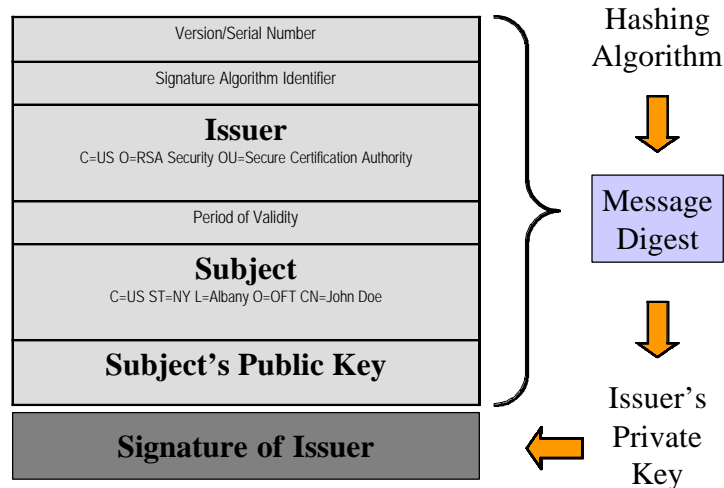 Version/Serial Number
Signature Algorithm Identifier
Issuer
C=US O=RSA Security OU=Secure Certification Authority
Period of Validity
Subject
C=US ST=NY L=Albany O=OFT CN=John Doe
Subject's Public Key
Signature of Issuer
Hashing
Algorithm
Message
Digest
Issuer's
Private
Key